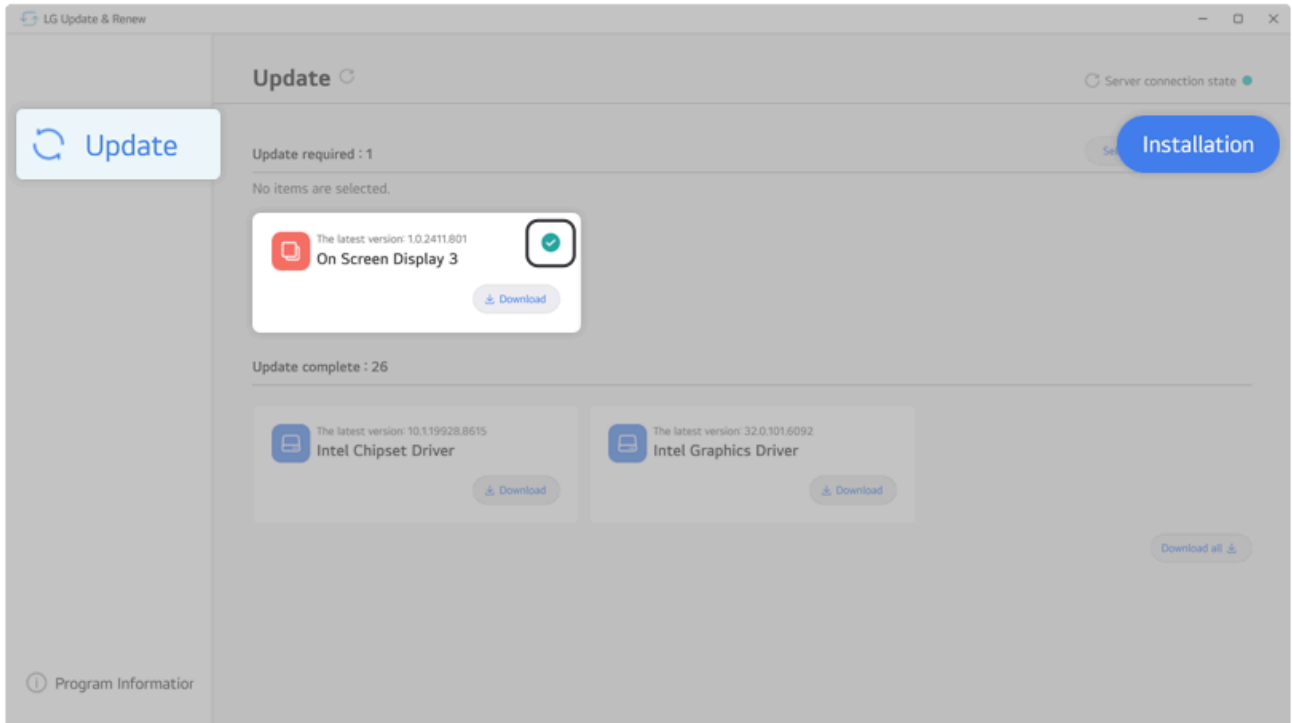 LG Update & Renew
Update
Server connection state
Update
Update required : 1
Installation
No items are selected.
The latest version: 1.0.2411.801
On Screen Display 3
Download
Update complete : 26
The latest version: 10.1.19928.8615
Intel Chipset Driver
Download
The latest version: 32.0.101.6092
Intel Graphics Driver
Download
Download all
Program Information